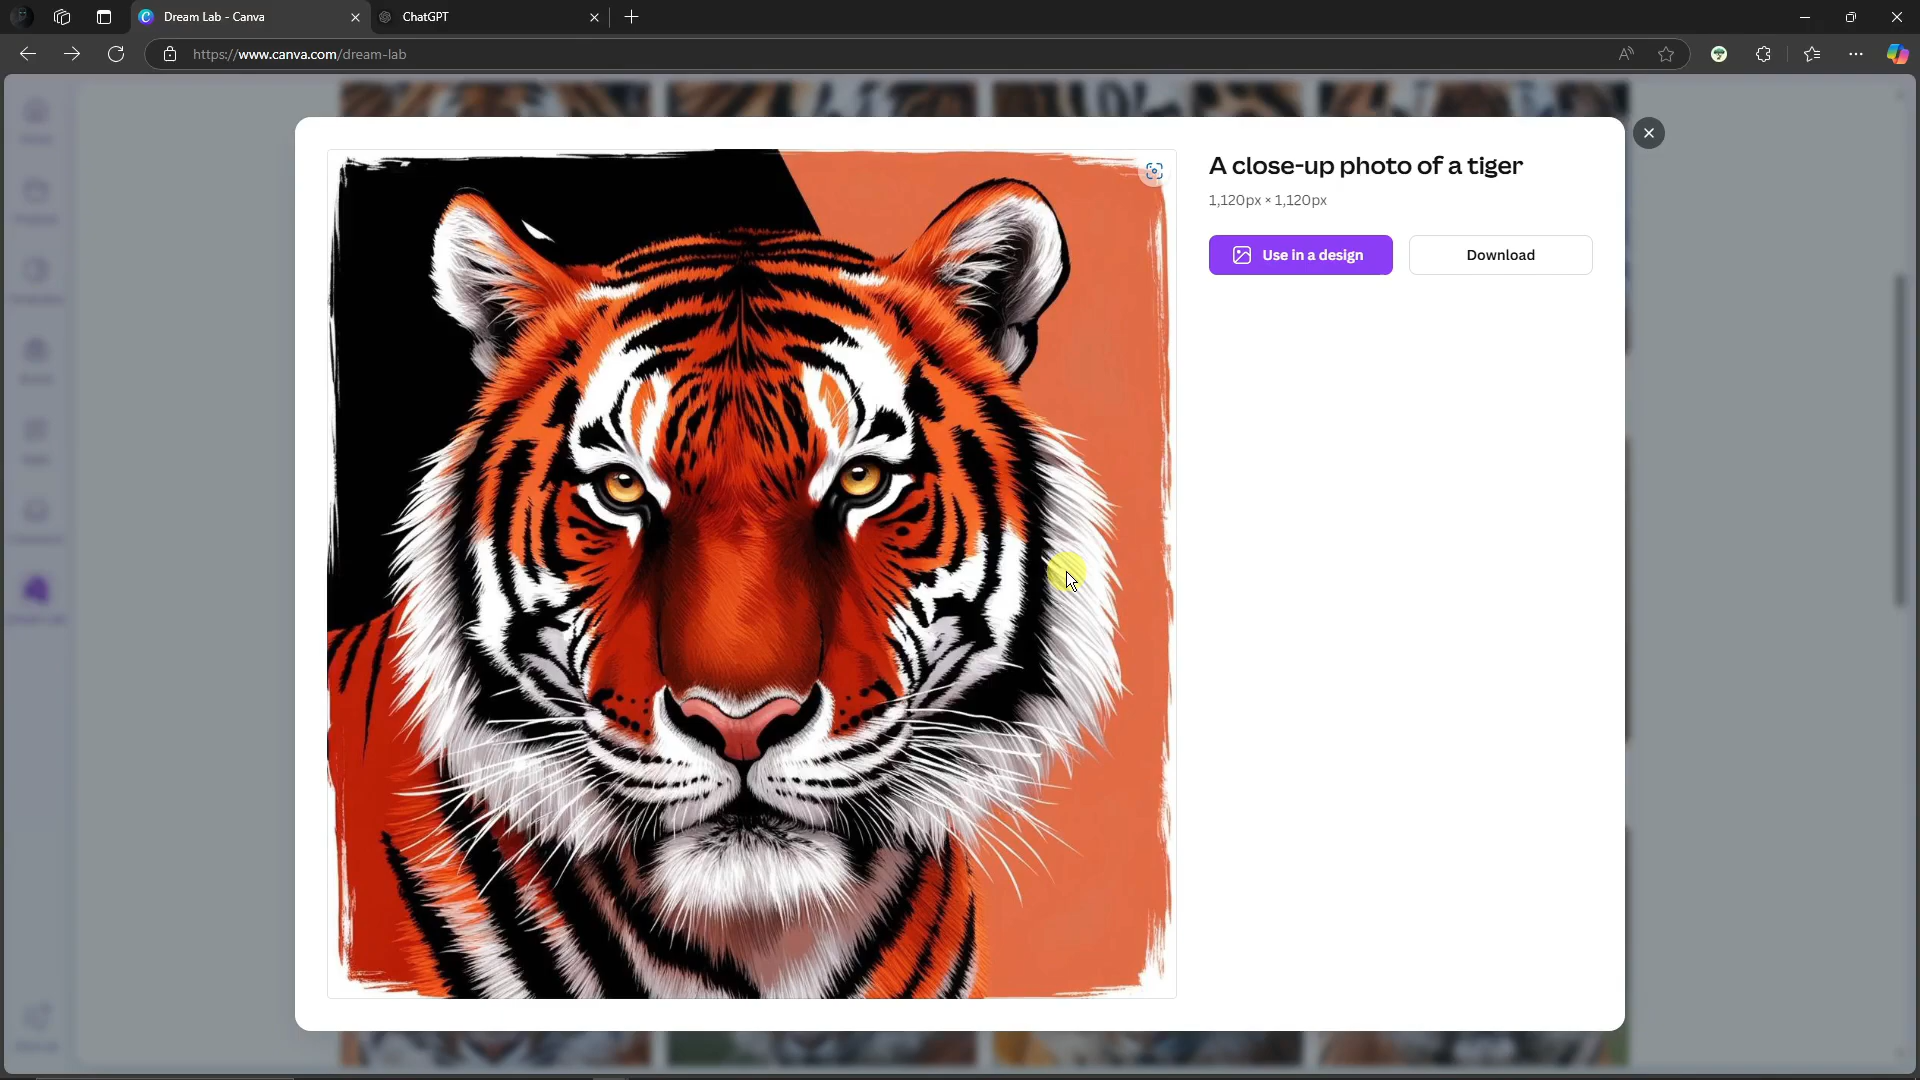 Dream Lab - Canva
ChatGPT
https://www.canva.com/dream-lab
A close-up photo of a tiger
1,120px × 1,120px
Use in a design
Download